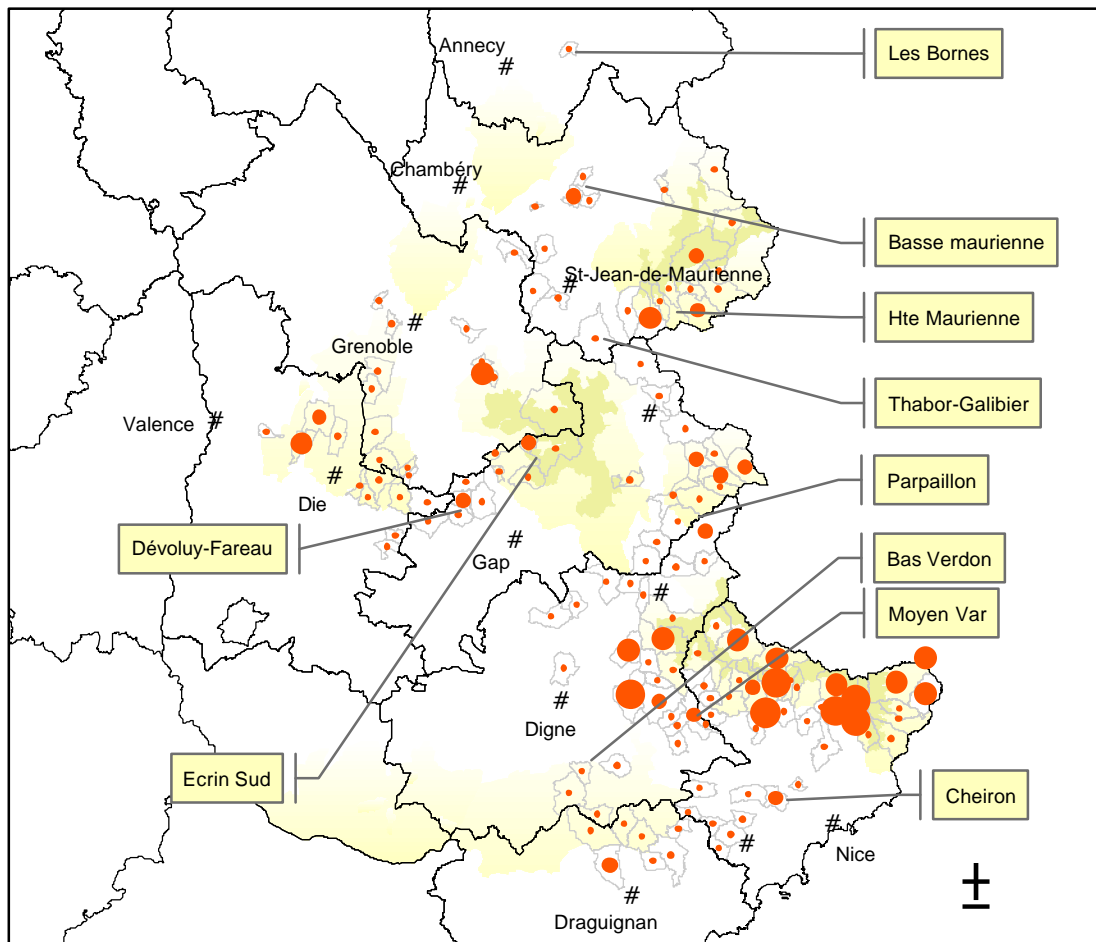 Annecy
#
Les Bornes
Chambéry
#
Basse maurienne
St-Jean-de-Maurienne
#
Hte Maurienne
#
Grenoble
Thabor-Galibier
Valence #
#
#
Die
Parpaillon
Dévoluy-Fareau
#
Gap
Bas Verdon
#
Moyen Var
#
Digne
Ecrin Sud
Cheiron
#
Nice
#
#
Draguignan
±